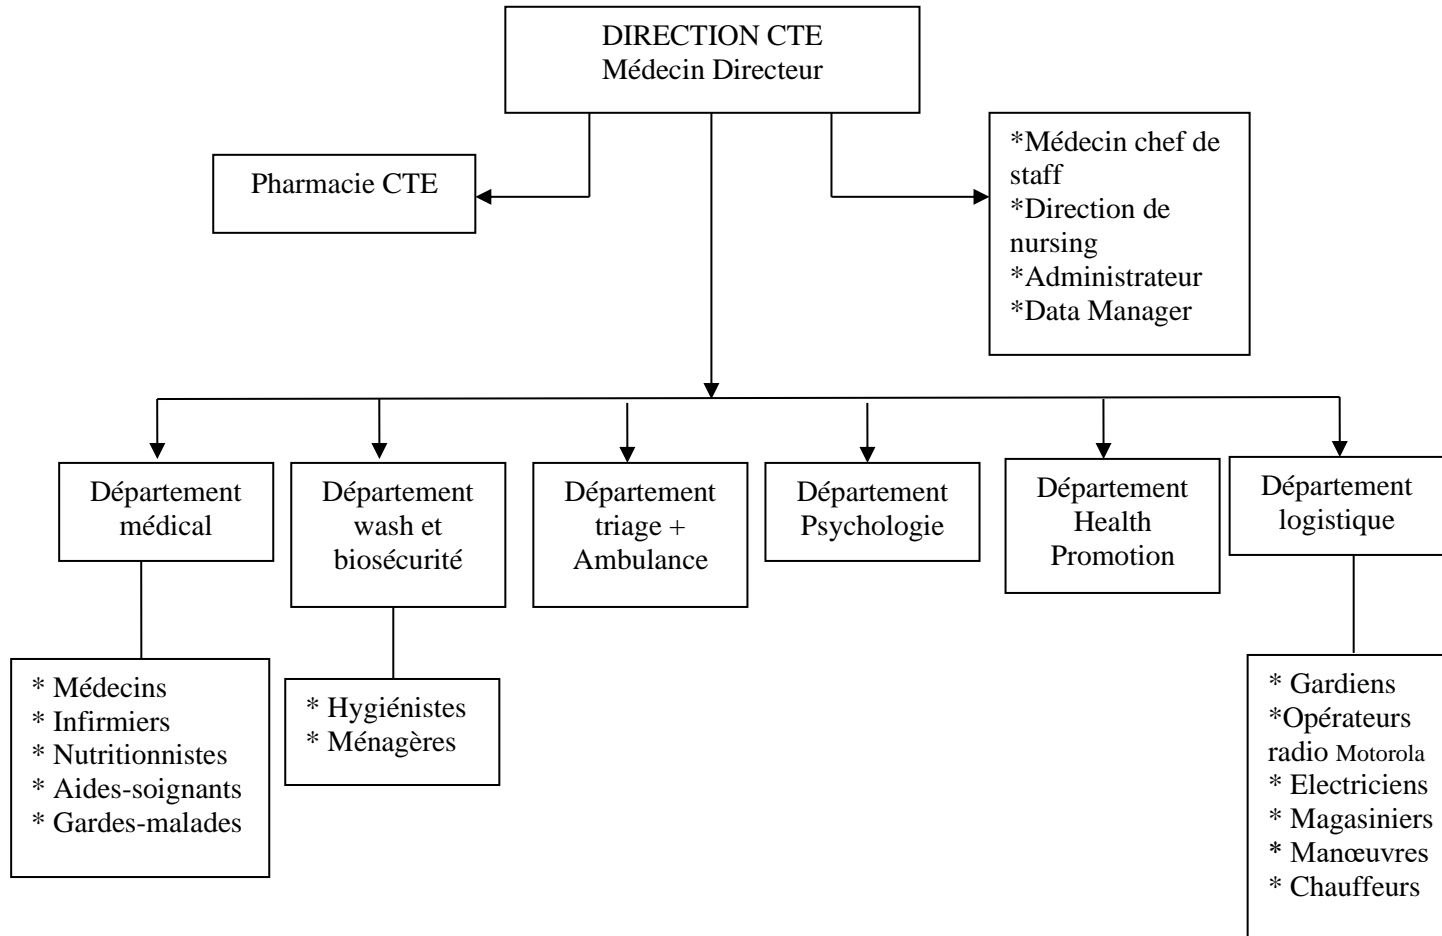 DIRECTION CTE
Médecin Directeur
Pharmacie CTE
*Médecin chef de
staff
*Direction de
nursing
*Administrateur
*Data Manager
Département
médical
Département
wash et
biosécurité
Département
triage +
Ambulance
Département
Psychologie
Département
Health
Promotion
Département
logistique
* Médecins
* Infirmiers
* Nutritionnistes
* Aides-soignants
* Gardes-malades
* Hygiénistes
* Ménagères
* Gardiens
*Opérateurs
radio Motorola
* Electriciens
* Magasiniers
* Manœuvres
* Chauffeurs